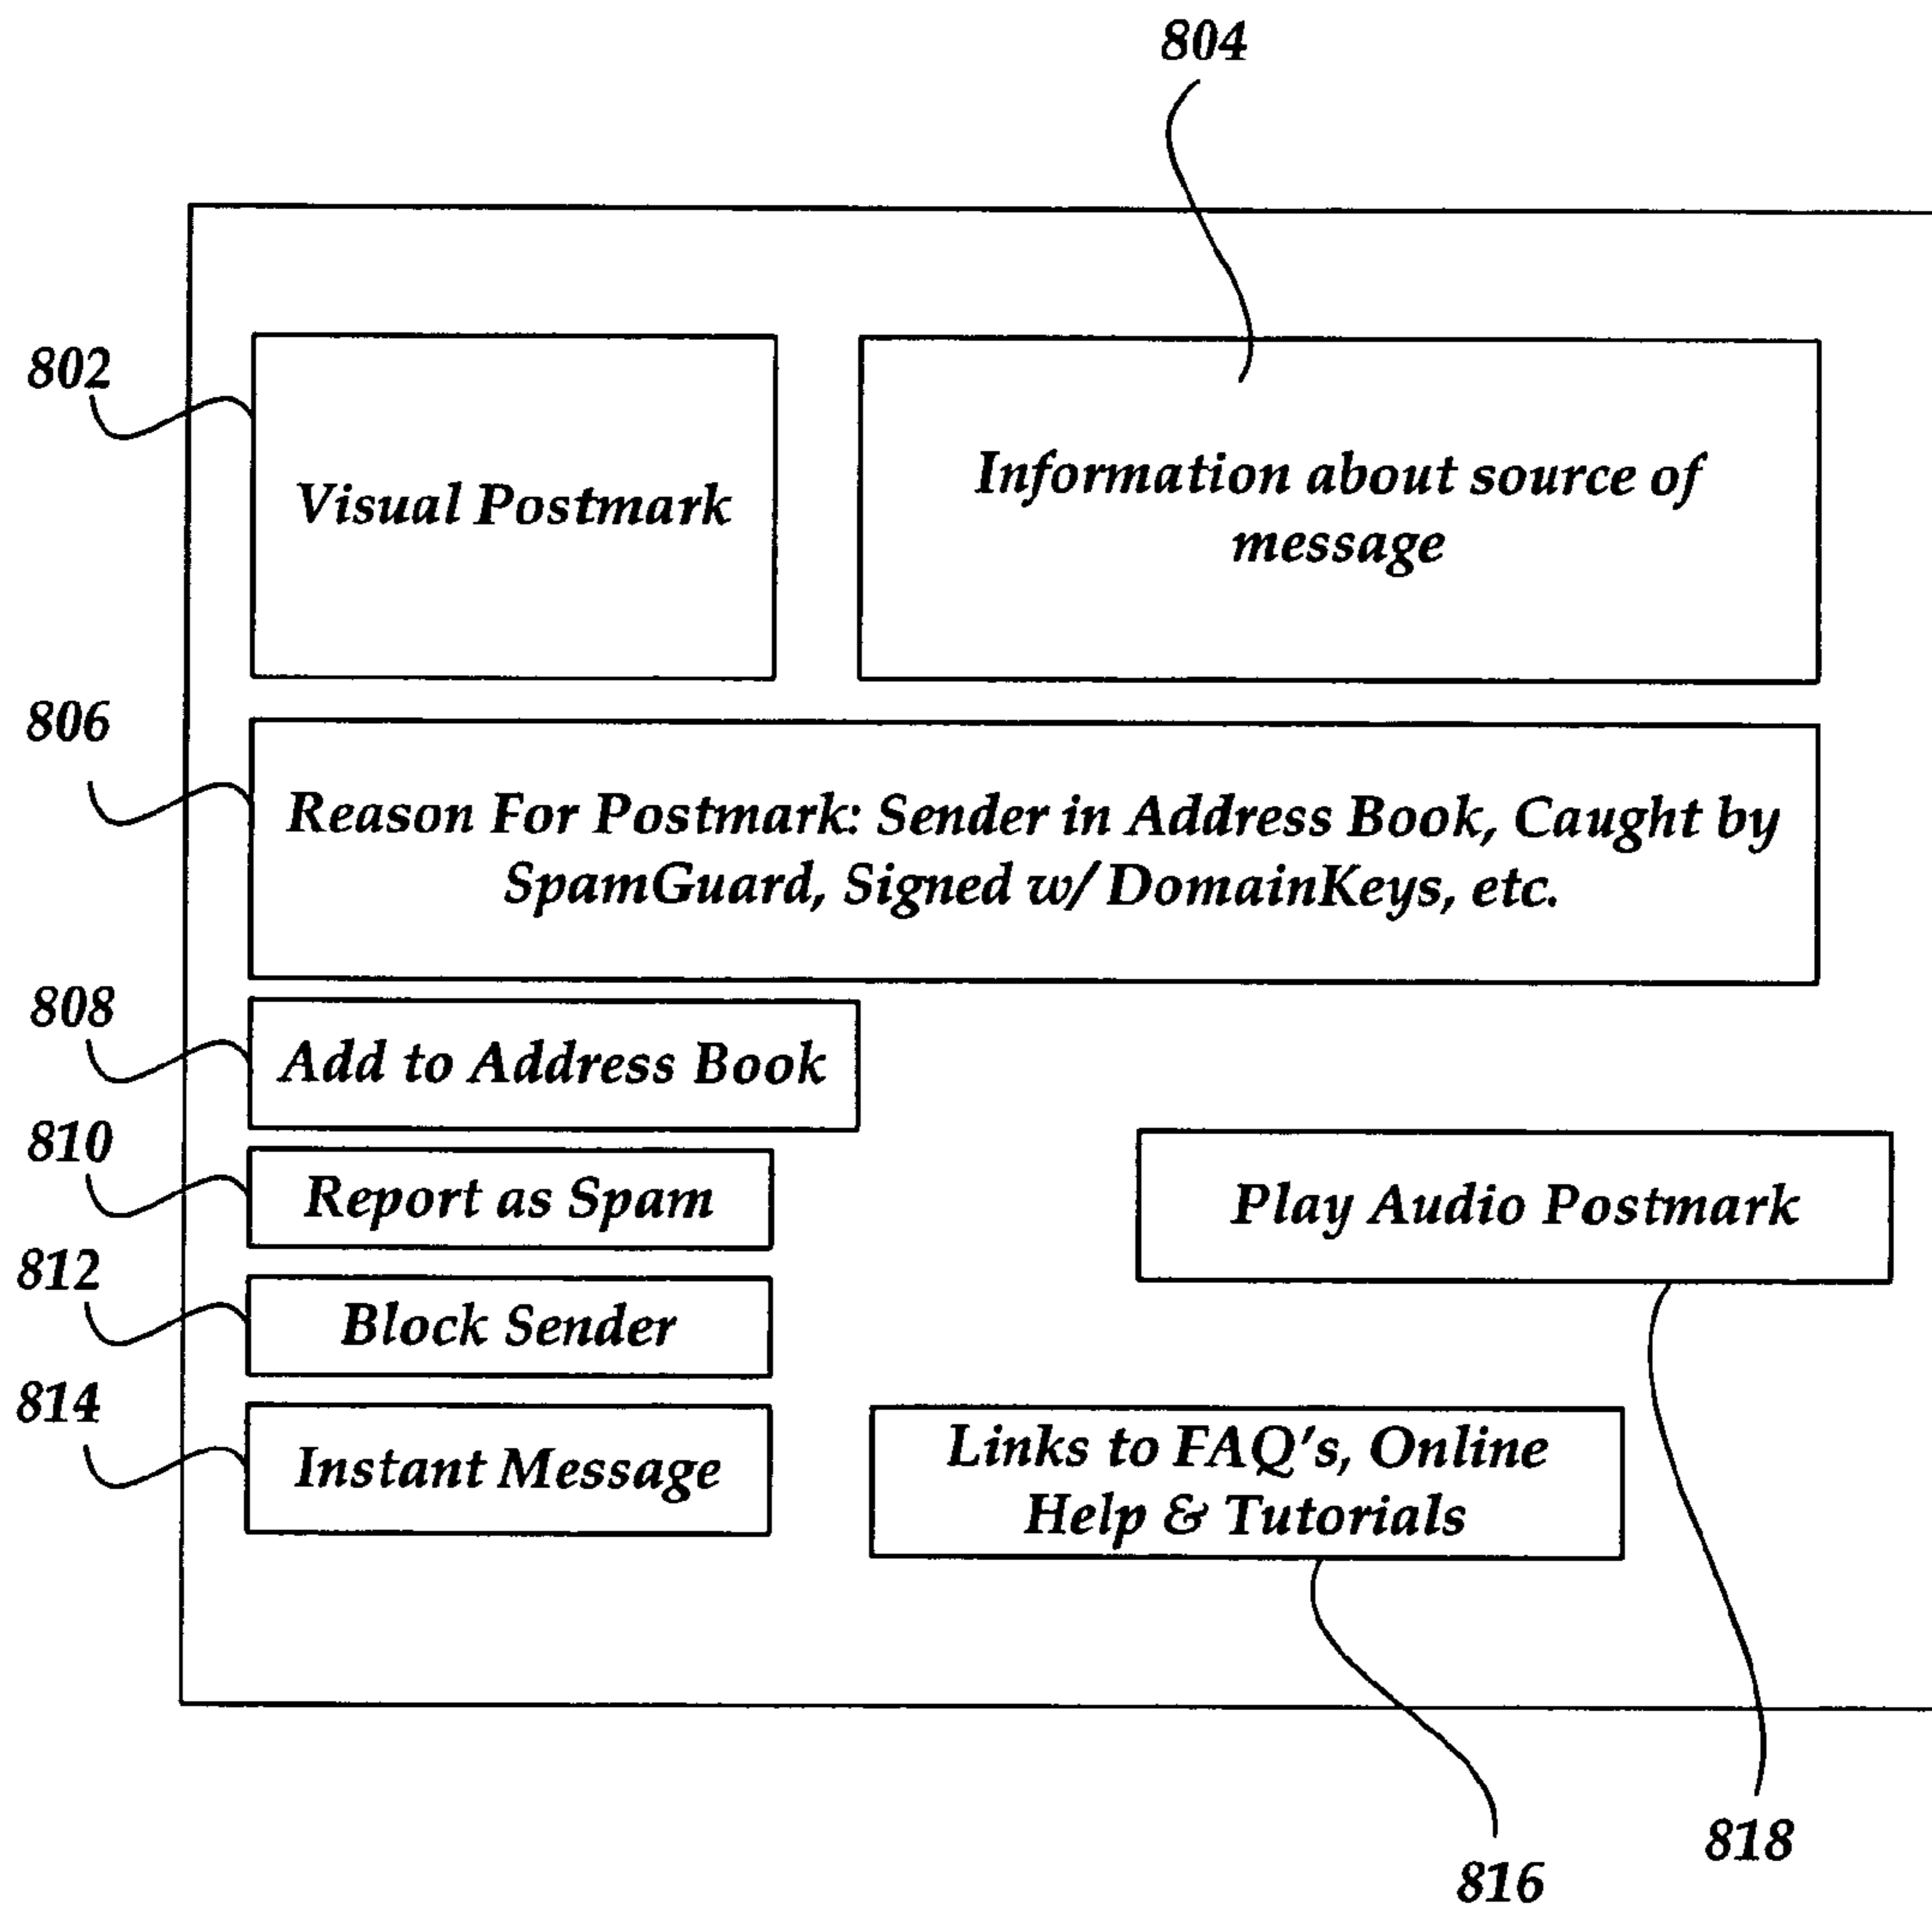 804
802
Visual Postmark
Information about source of
message
806
Reason For Postmark: Sender in Address Book, Caught by
SpamGuard, Signed w/ DomainKeys, etc.
808
Add to Address Book
810
Report as Spam
Play Audio Postmark
812
Block Sender
814
Instant Message
Links to FAQ's, Online
Help & Tutorials
818
816